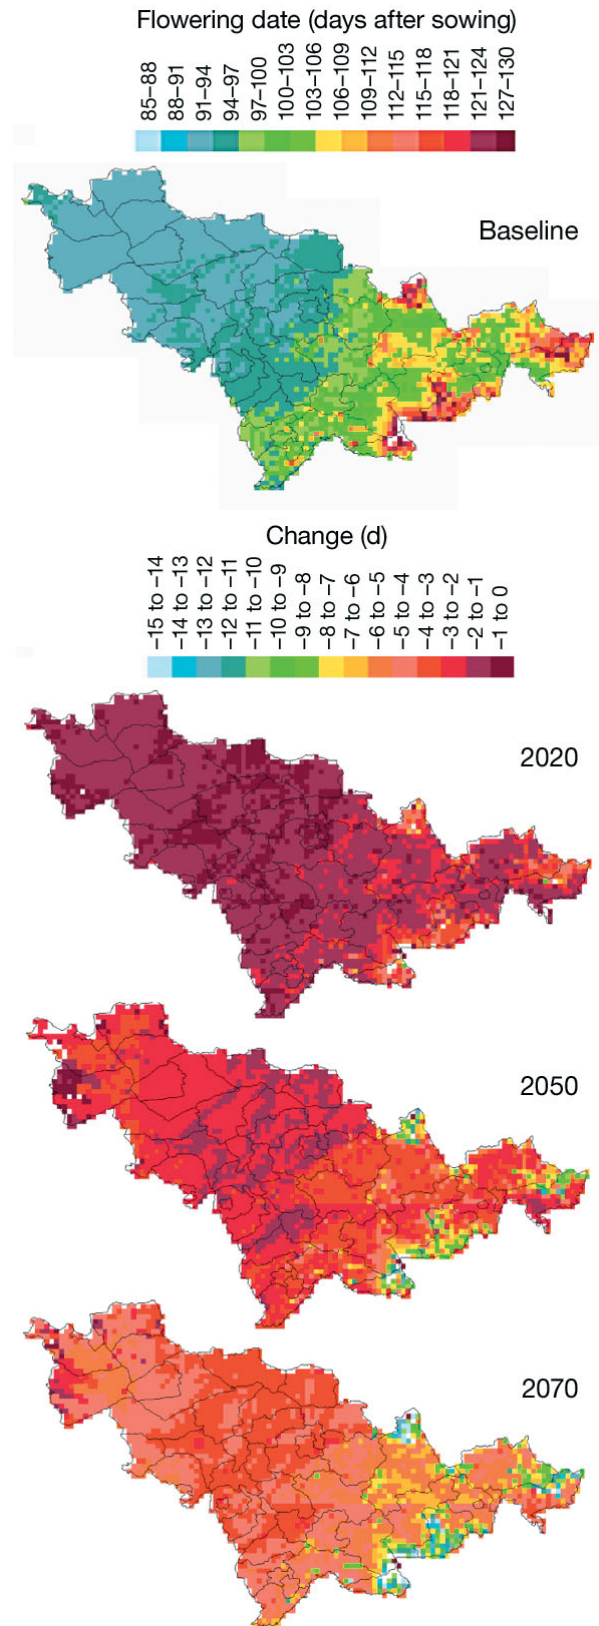 Flowering date (days after sowing)
85–88
88–91
91–94
94–97
97–100
100–103
103–106
106–109
109–112
112–115
115–118
118–121
121–124
127–130
Baseline
Change (d)
−15 to −14
−14 to −13
−13 to −12
−12 to −11
−11 to −10
−10 to −9
−9 to −8
−8 to −7
−7 to −6
−6 to −5
−5 to −4
−4 to −3
−3 to −2
−2 to −1
−1 to 0
2020
2050
2070